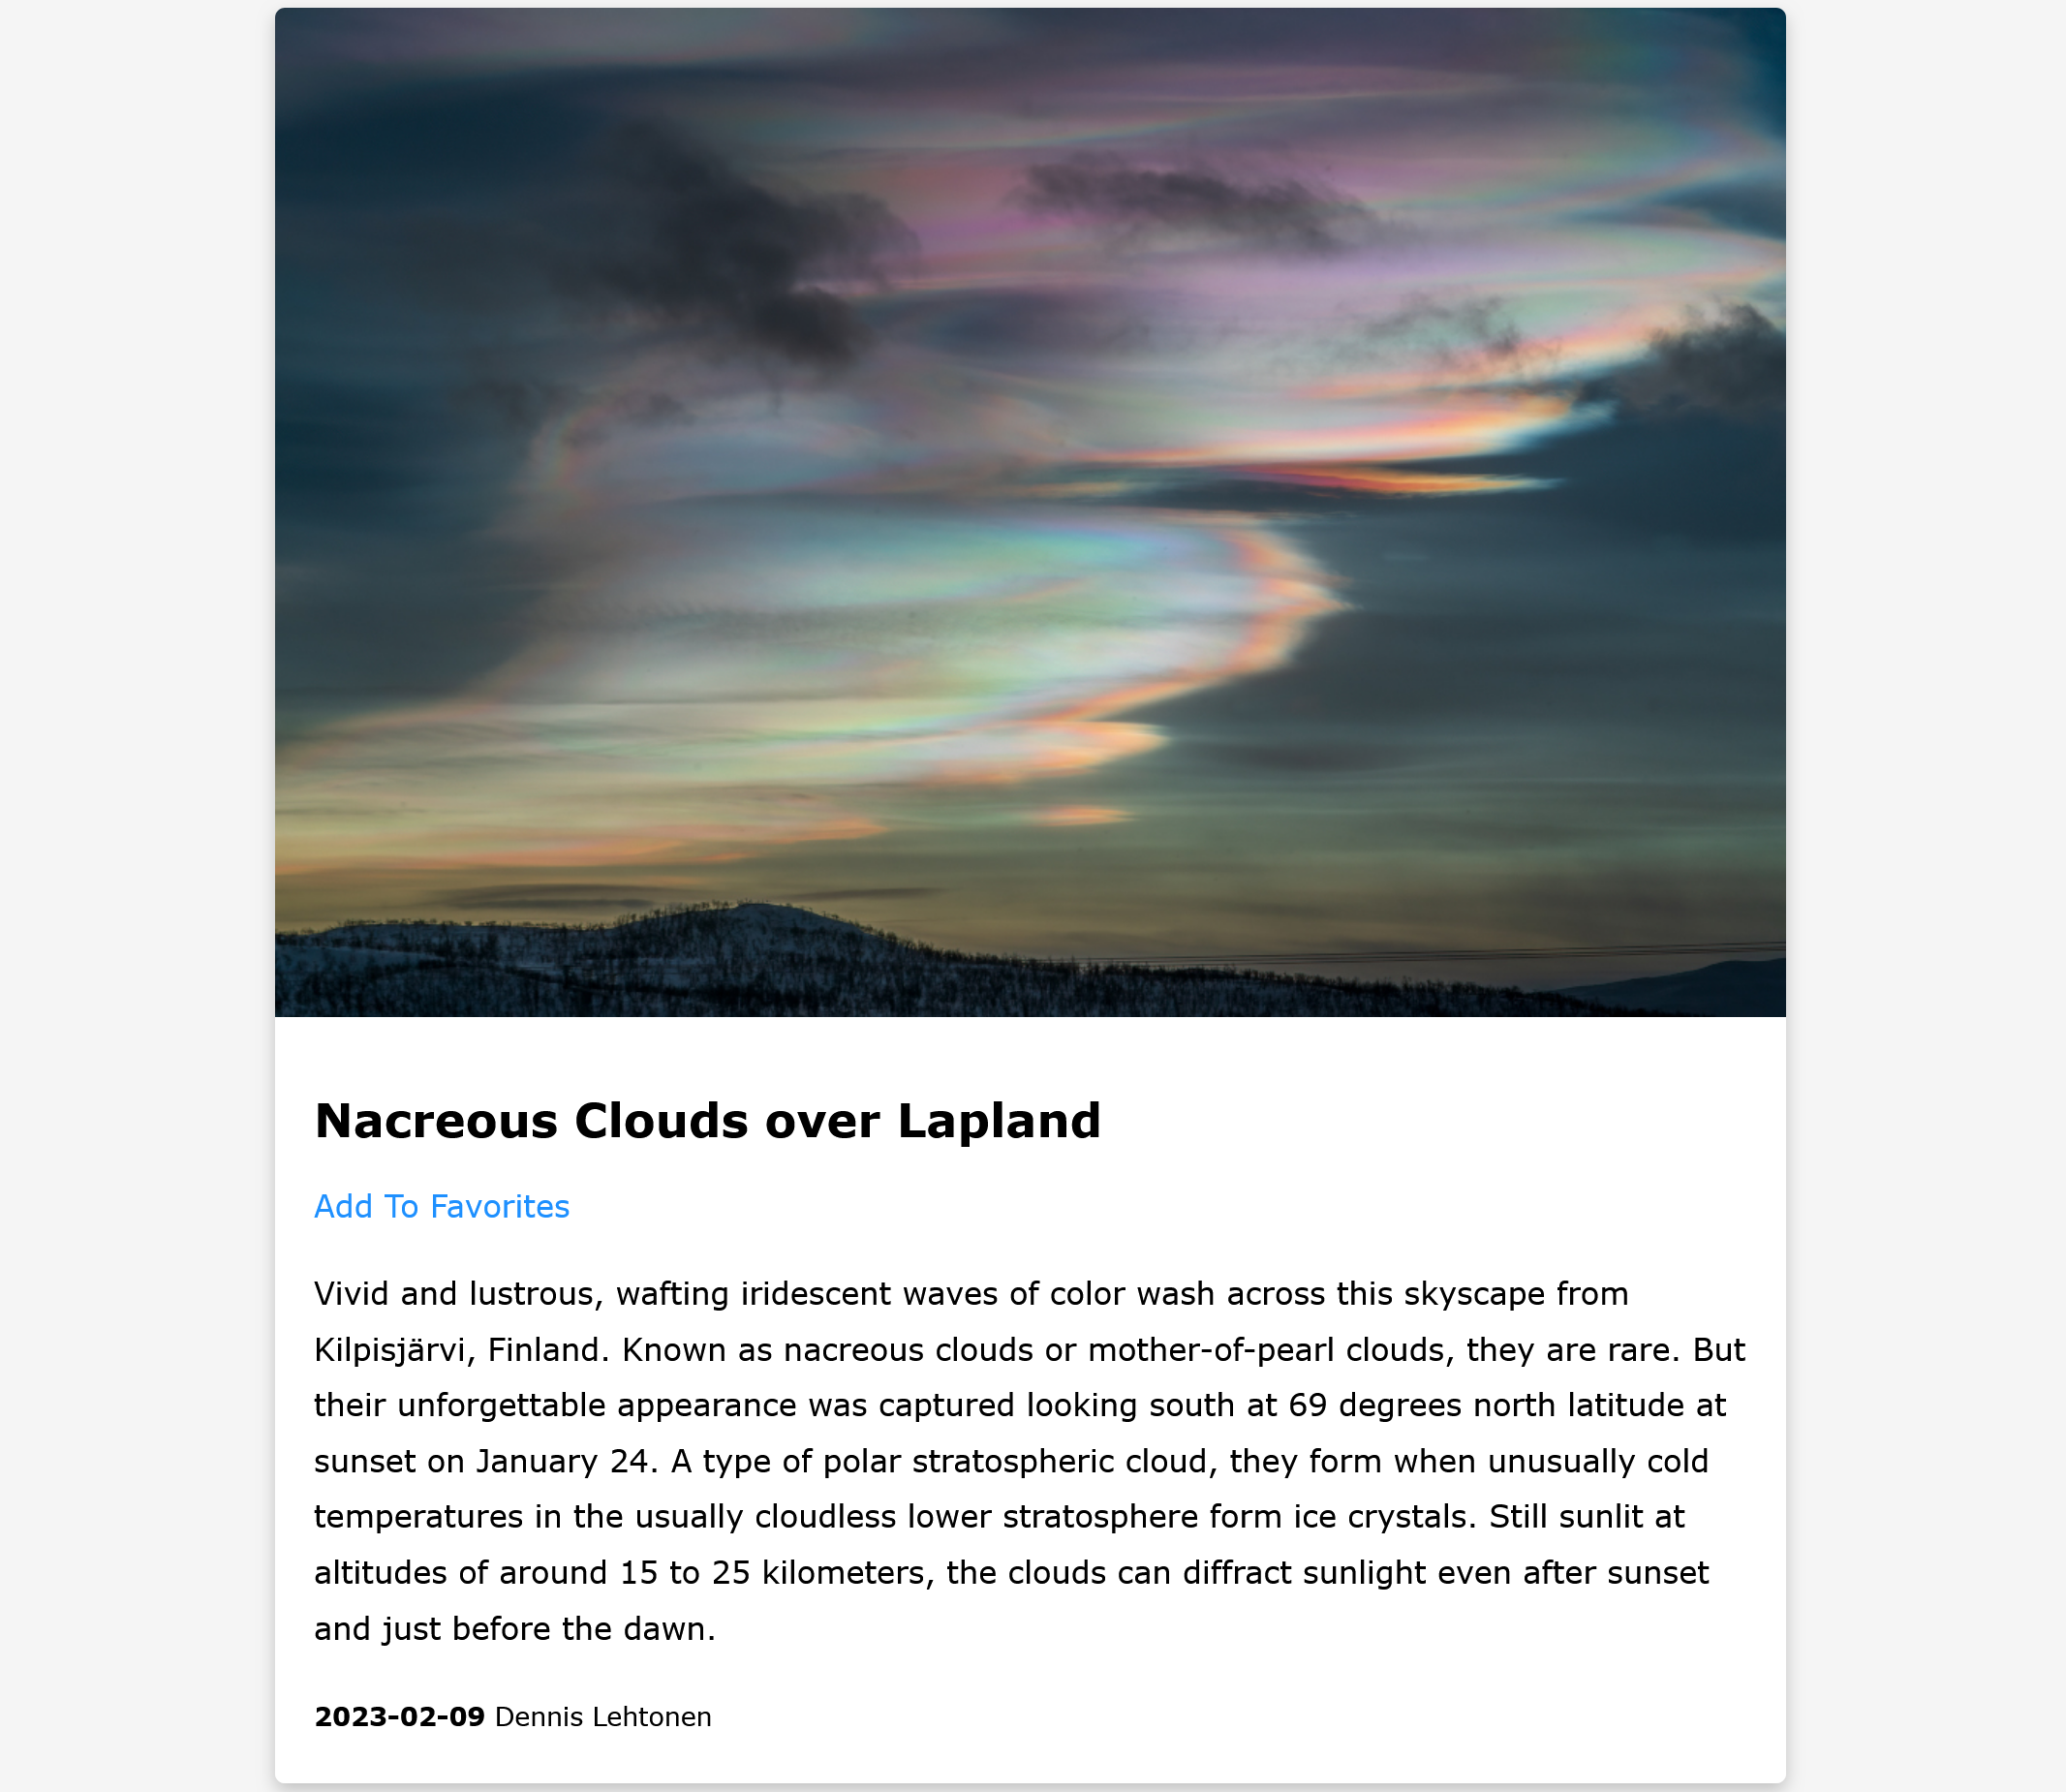 Nacreous Clouds over Lapland
Add To Favorites
Vivid and lustrous, wafting iridescent waves of color wash across this skyscape from
Kilpisjärvi, Finland. Known as nacreous clouds or mother-of-pearl clouds, they are rare. But
their unforgettable appearance was captured looking south at 69 degrees north latitude at
sunset on January 24. A type of polar stratospheric cloud, they form when unusually cold
temperatures in the usually cloudless lower stratosphere form ice crystals. Still sunlit at
altitudes of around 15 to 25 kilometers, the clouds can diffract sunlight even after sunset
and just before the dawn.
2023-02-09 Dennis Lehtonen